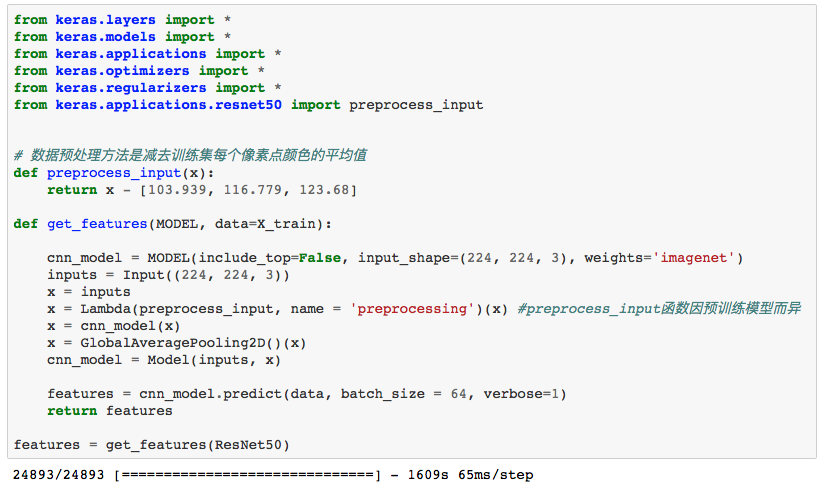 from keras.layers import *
from keras.models import *
from keras.applications import *
from keras.optimizers import *
from keras.regularizers import *
from keras.applications.resnet50 import preprocess_input
# 数据预处理方法是减去训练集每个像素点颜色的平均值
def preprocess_input(x):
    return x - [103.939, 116.779, 123.68]
def get_features(MODEL, data=X_train):
    cnn_model = MODEL(include_top=False, input_shape=(224, 224, 3), weights='imagenet')
    inputs = Input((224, 224, 3))
    x = inputs
    x = Lambda(preprocess_input, name = 'preprocessing')(x) #preprocess_input函数因预训练模型而异
    x = cnn_model(x)
    x = GlobalAveragePooling2D()(x)
    cnn_model = Model(inputs, x)
    features = cnn_model.predict(data, batch_size = 64, verbose=1)
    return features
features = get_features(ResNet50)
24893/24893 [==============================] - 1609s 65ms/step